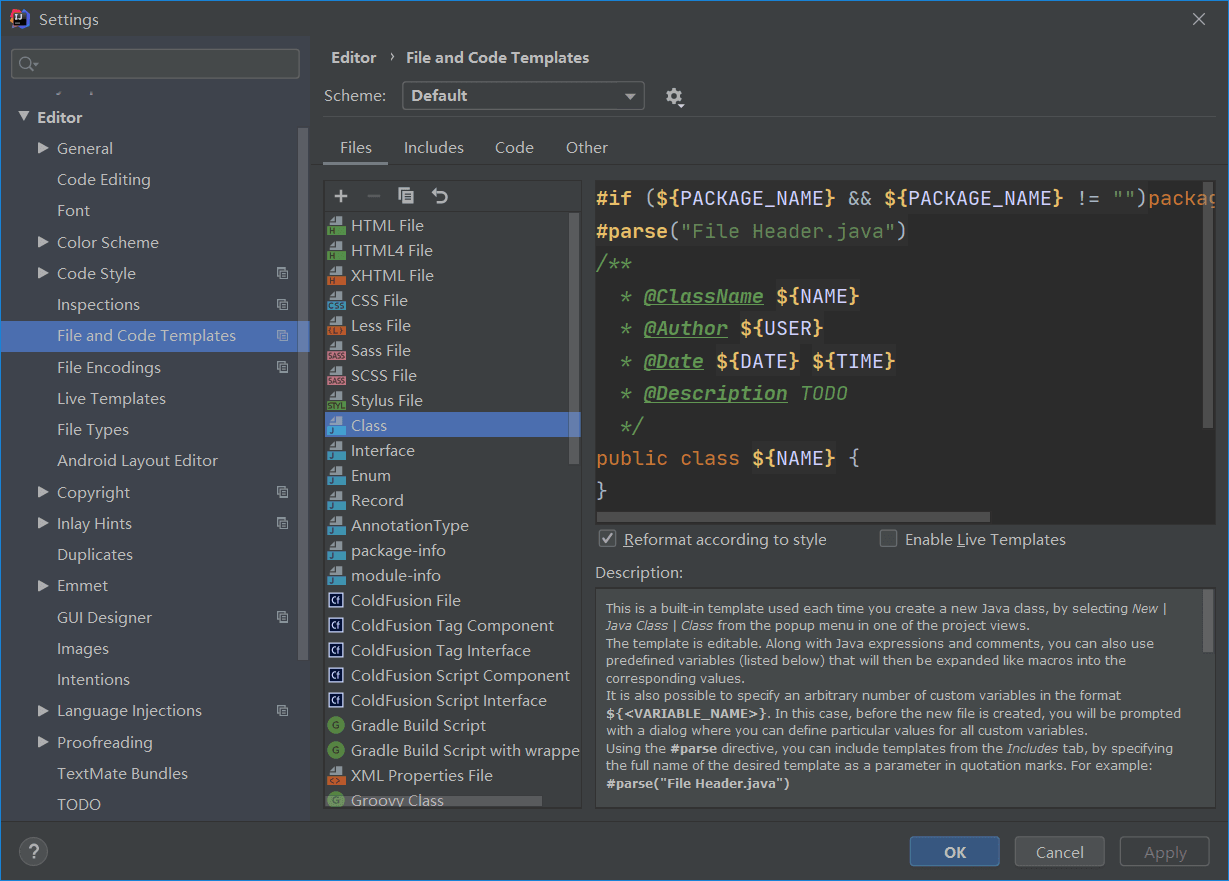 Settings
Editor
General
Code Editing
Font
Color Scheme
Code Style
Inspections
File and Code Templates
File Encodings
Live Templates
File Types
Android Layout Editor
Copyright
Inlay Hints
Duplicates
Emmet
GUI Designer
Images
Intentions
Language Injections
Proofreading
TextMate Bundles
TODO
Editor › File and Code Templates
Scheme: Default
Files Includes Code Other
HTML File
HTML4 File
XHTML File
CSS File
Less File
Sass File
SCSS File
Stylus File
Class
Interface
Enum
Record
AnnotationType
package-info
module-info
ColdFusion File
ColdFusion Tag Component
ColdFusion Tag Interface
ColdFusion Script Component
ColdFusion Script Interface
Gradle Build Script
Gradle Build Script with wrappe
XML Properties File
Groovy Class
#if (${PACKAGE_NAME} && ${PACKAGE_NAME} != "")packag
#parse("File Header.java")
/**
* @ClassName ${NAME}
* @Author ${USER}
* @Date ${DATE} ${TIME}
* @Description TODO
*/
public class ${NAME} {
}
Reformat according to style Enable Live Templates
Description:
This is a built-in template used each time you create a new Java class, by selecting New |
Java Class | Class from the popup menu in one of the project views.
The template is editable. Along with Java expressions and comments, you can also use
predefined variables (listed below) that will then be expanded like macros into the
corresponding values.
It is also possible to specify an arbitrary number of custom variables in the format
${<VARIABLE_NAME>}. In this case, before the new file is created, you will be prompted
with a dialog where you can define particular values for all custom variables.
Using the #parse directive, you can include templates from the Includes tab, by specifying
the full name of the desired template as a parameter in quotation marks. For example:
#parse("File Header.java")
? OK Cancel Apply